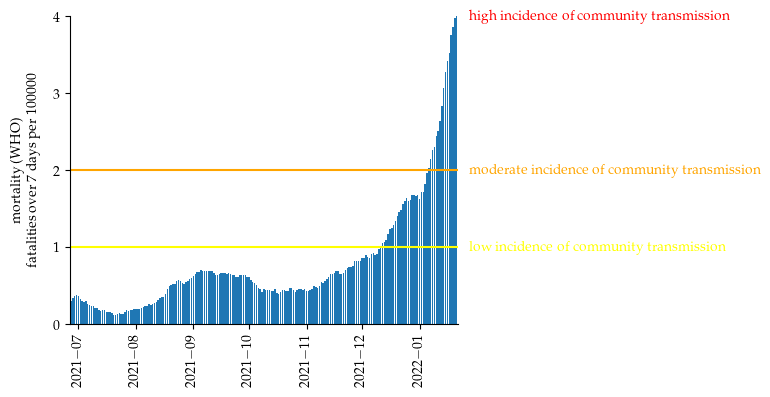 4
high incidence of community transmission
mortality (WHO)
fatalities over 7 days per 100000
3
2
moderate incidence of community transmission
1
low incidence of community transmission
0
2021−07
2021−08
2021−09
2021−10
2021−11
2021−12
2022−01